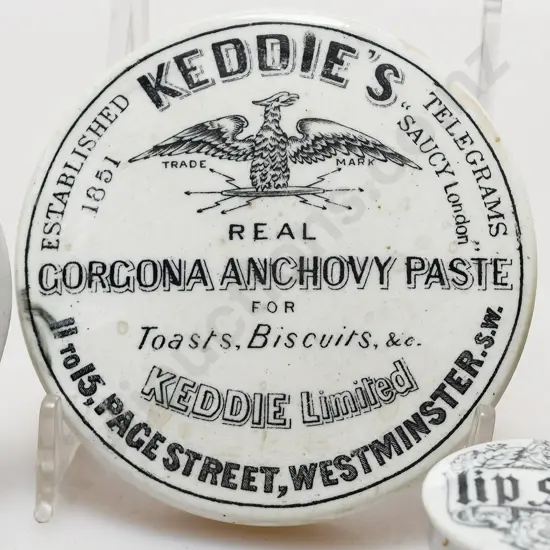 KEDDIE'S
ESTABLISHED
1851
TELEGRAMS
"SAUCY London"
TRADE MARK
REAL
GORGONA ANCHOVY PASTE
FOR
Toasts, Biscuits, &c.
KEDDIE Limited
11 TO 15, PAGE STREET, WESTMINSTER. S.W.
lip